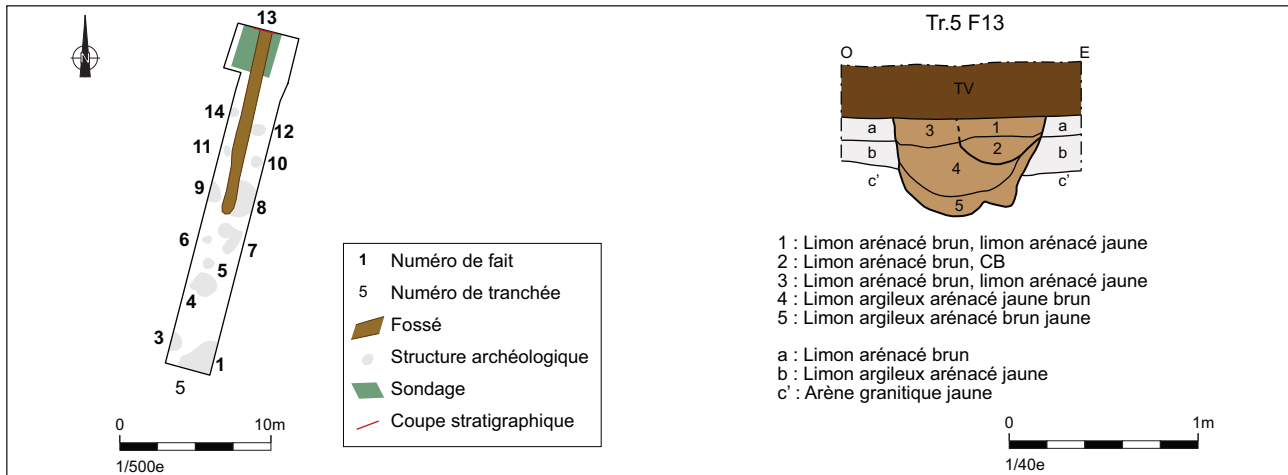 13
N
14
12
11
10
9
8
6
7
5
4
3
1
5
0 10m
1/500e
1 Numéro de fait
5 Numéro de tranchée
Fossé
Structure archéologique
Sondage
Coupe stratigraphique
Tr.5 F13
O E
TV
a 3 1 a
b 2 b
4
c' c'
5
1 : Limon arénacé brun, limon arénacé jaune
2 : Limon arénacé brun, CB
3 : Limon arénacé brun, limon arénacé jaune
4 : Limon argileux arénacé jaune brun
5 : Limon argileux arénacé brun jaune
a : Limon arénacé brun
b : Limon argileux arénacé jaune
c' : Arène granitique jaune
0 1m
1/40e